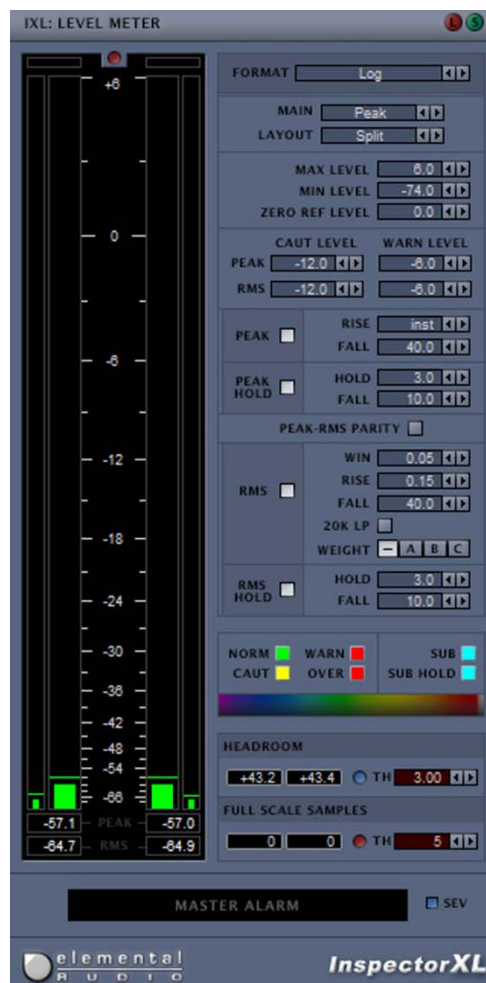 IXL: LEVEL METER
L S
FORMAT Log
MAIN Peak
LAYOUT Split
MAX LEVEL 6.0
MIN LEVEL -74.0
ZERO REF LEVEL 0.0
CAUT LEVEL WARN LEVEL
PEAK -12.0 -6.0
RMS -12.0 -6.0
PEAK
RISE inst
FALL 40.0
PEAK HOLD
HOLD 3.0
FALL 10.0
PEAK-RMS PARITY
RMS
WIN 0.05
RISE 0.15
FALL 40.0
20K LP
WEIGHT – A B C
RMS HOLD
HOLD 3.0
FALL 10.0
+6
0
-6
-12
-18
-24
-30
-36
-42
-48
-54
-66
-57.1 PEAK -57.0
-64.7 RMS -64.9
NORM WARN SUB
CAUT OVER SUB HOLD
HEADROOM
+43.2 +43.4 TH 3.00
FULL SCALE SAMPLES
0 0 TH 5
MASTER ALARM
SEV
elemental
AUDIO
InspectorXL